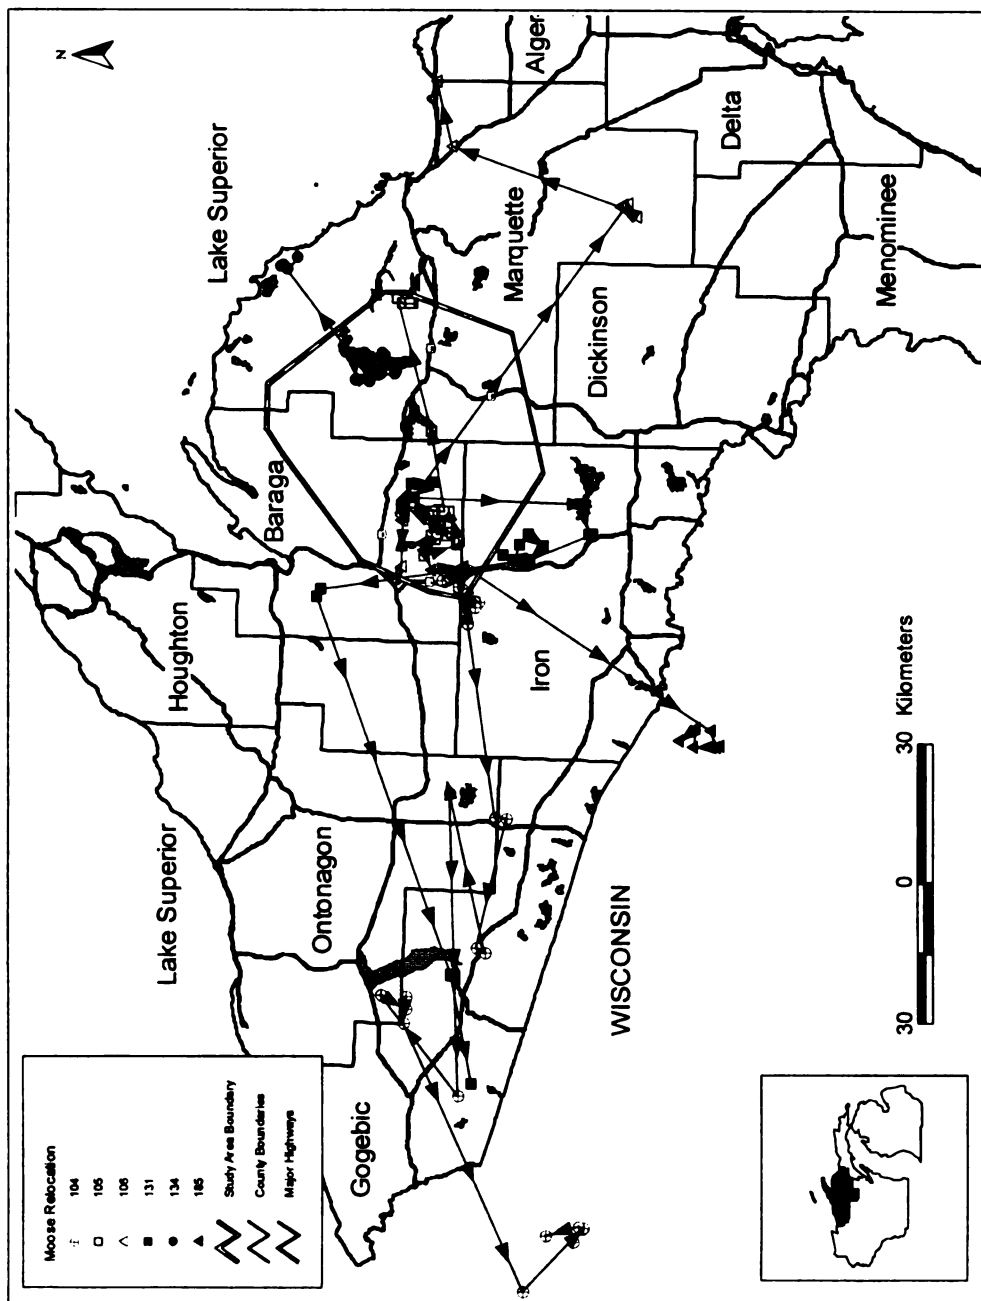 N
Lake Superior
Lake Superior
Houghton
Baraga
Ontonagon
Marquette
Alger
Gogebic
Iron
Dickinson
Delta
Menominee
WISCONSIN
Moose Relocation
104
105
106
131
134
185
Study Area Boundary
County Boundaries
Major Highways
30 0 30 Kilometers